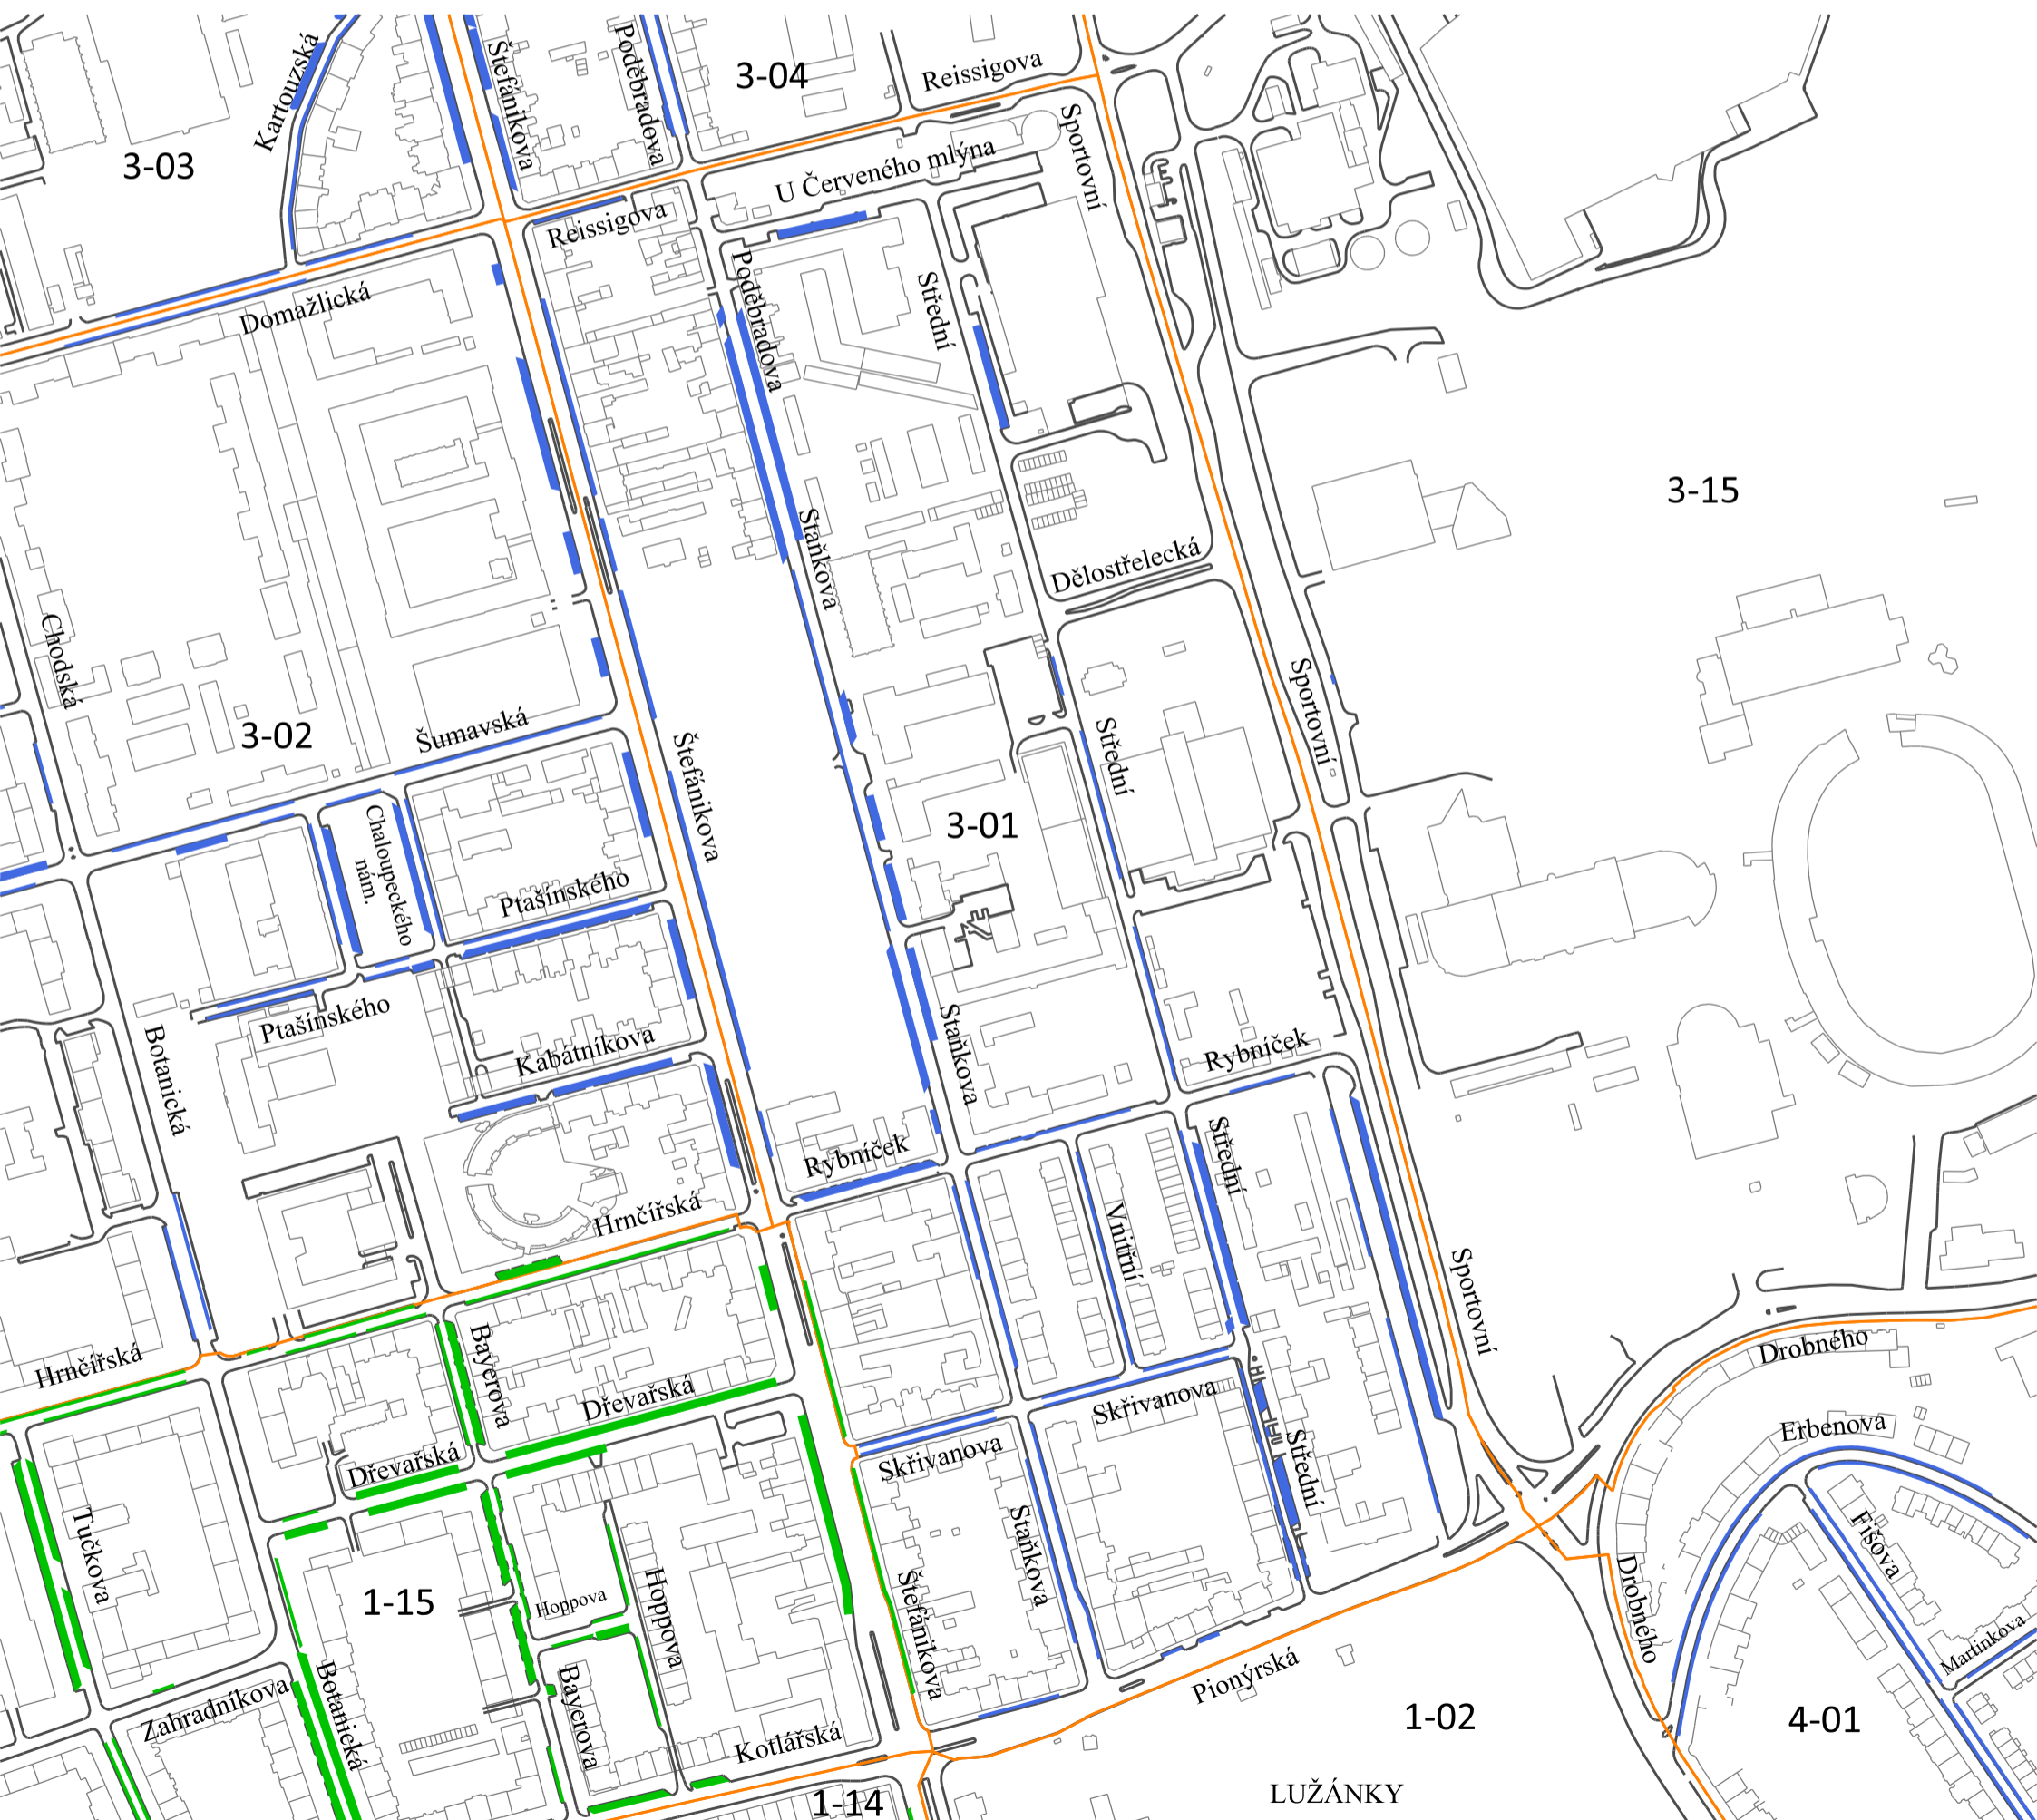 Kartouzská
Štefánikova
Poděbradova
3-04
Reissigova
3-03
Sportovní
U Červeného mlýna
Reissigova
Domažlická
Poděbradova
Střední
3-15
Staňkova
Dělostřelecká
Chodská
3-02
Šumavská
Štefánikova
Střední
Sportovní
3-01
Chaloupeckého
nám.
Ptašínského
Ptašínského
Botanická
Kabátníkova
Staňkova
Rybníček
Rybníček
Střední
Hrnčířská
Vnitřní
Sportovní
Hrnčířská
Bayerova
Dřevařská
Drobného
Skřivanova
Erbenova
Skřivanova
Dřevařská
Střední
Tučkova
Staňkova
Fišova
1-15
Hoppova
Hoppova
Štefánikova
Drobného
Martinkova
Zahradníkova
Botanická
Bayerova
Pionýrská
Kotlářská
1-02
4-01
1-14
LUŽÁNKY